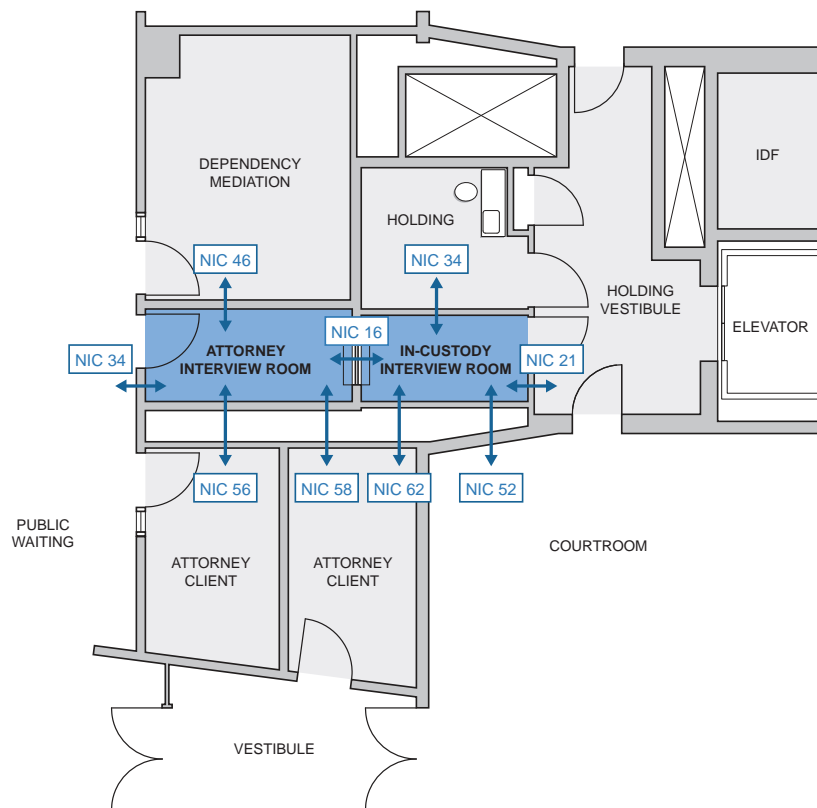 DEPENDENCY
MEDIATION
IDF
HOLDING
NIC 46
NIC 34
HOLDING
VESTIBULE
ELEVATOR
NIC 16
NIC 34
ATTORNEY
INTERVIEW ROOM
IN-CUSTODY
INTERVIEW ROOM
NIC 21
NIC 56
NIC 58
NIC 62
NIC 52
PUBLIC
WAITING
COURTROOM
ATTORNEY
CLIENT
ATTORNEY
CLIENT
VESTIBULE